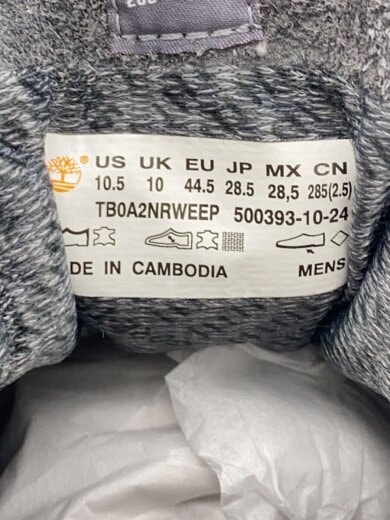 US UK EU JP MX CN
10.5 10 44.5 28.5 28,5 285(2.5)
TB0A2NRWEEP 500393-10-24
DE IN CAMBODIA MENS